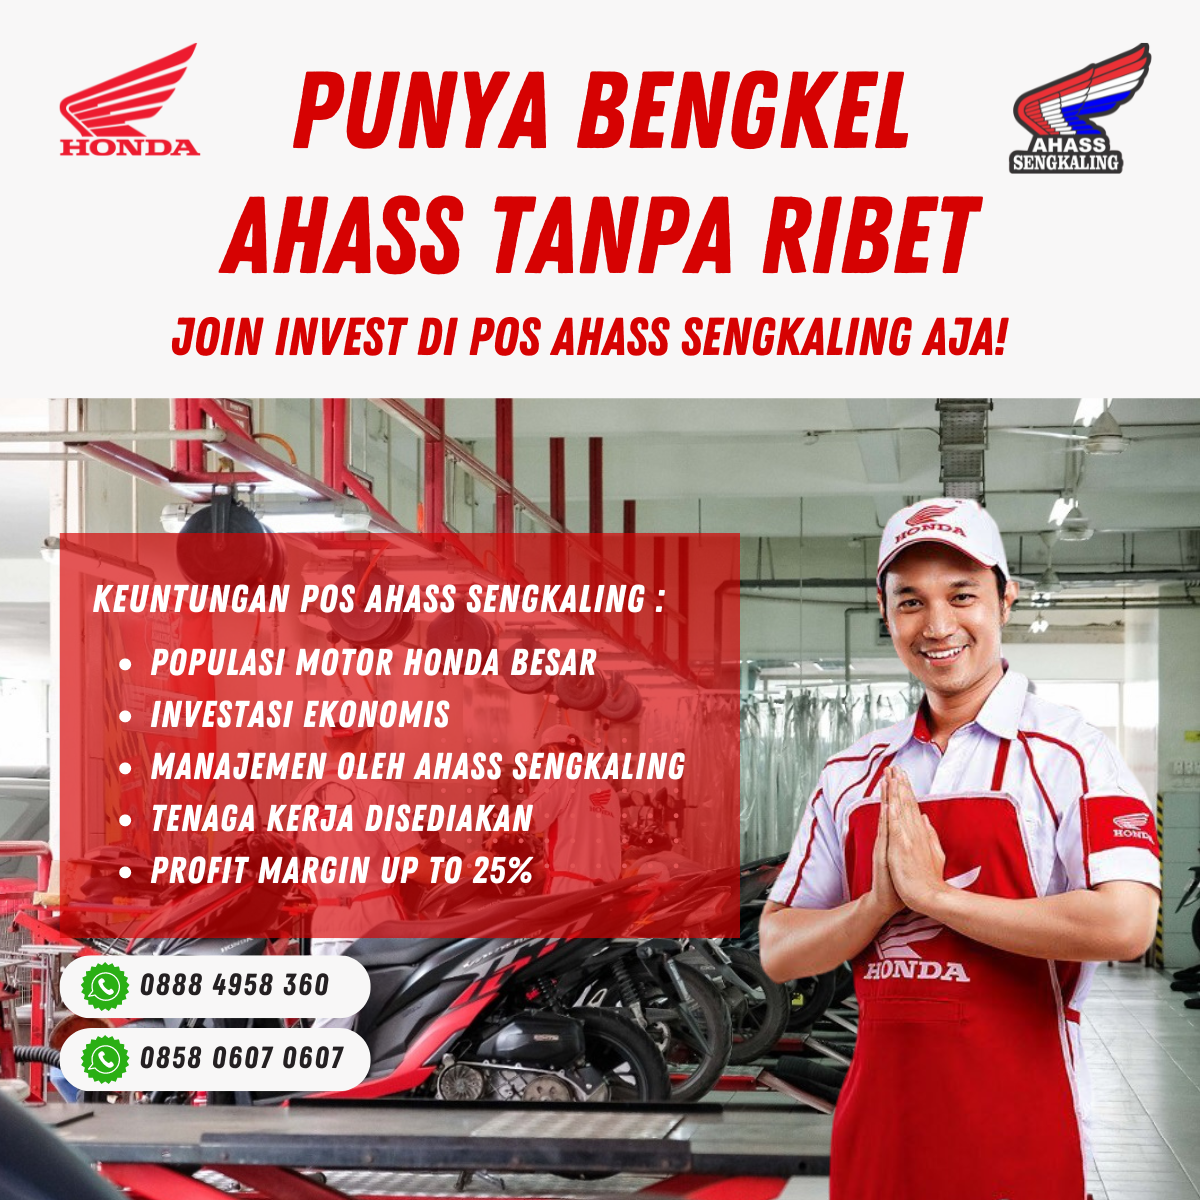 HONDA
AHASS
SENGKALING
PUNYA BENGKEL
AHASS TANPA RIBET
JOIN INVEST DI POS AHASS SENGKALING AJA!
KEUNTUNGAN POS AHASS SENGKALING :
• POPULASI MOTOR HONDA BESAR
• INVESTASI EKONOMIS
• MANAJEMEN OLEH AHASS SENGKALING
• TENAGA KERJA DISEDIAKAN
• PROFIT MARGIN UP TO 25%
0888 4958 360
0858 0607 0607
HONDA
HONDA
HONDA
HONDA